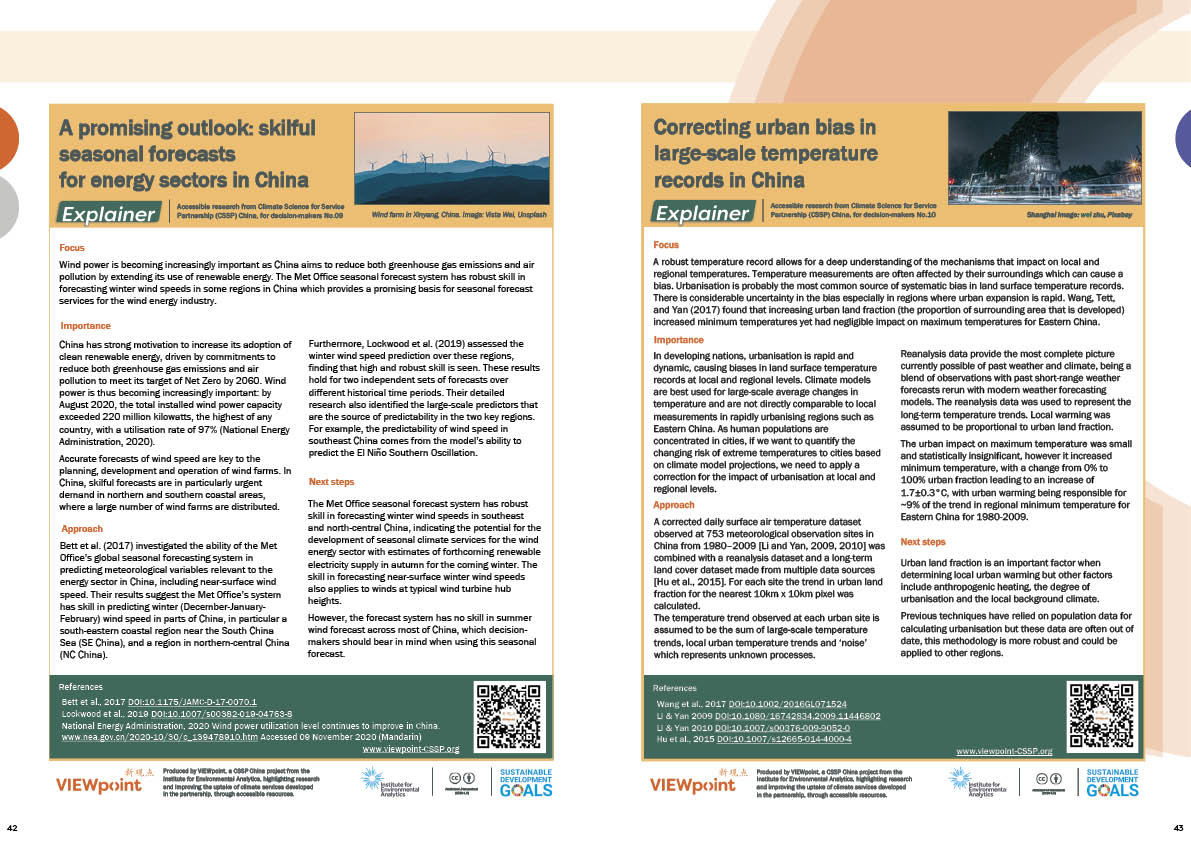 A promising outlook: skilful
seasonal forecasts
for energy sectors in China
Explainer
Accessible research from Climate Science for Service
Partnership (CSSP) China, for decision-makers No.09
Wind farm in Xinyang, China. Image: Vista Wei, Unsplash
Focus
Wind power is becoming increasingly important as China aims to reduce both greenhouse gas emissions and air
pollution by extending its use of renewable energy. The Met Office seasonal forecast system has robust skill in
forecasting winter wind speeds in some regions in China which provides a promising basis for seasonal forecast
services for the wind energy industry.
Importance
China has strong motivation to increase its adoption of
clean renewable energy, driven by commitments to
reduce both greenhouse gas emissions and air
pollution to meet its target of Net Zero by 2060. Wind
power is thus becoming increasingly important: by
August 2020, the total installed wind power capacity
exceeded 220 million kilowatts, the highest of any
country, with a utilisation rate of 97% (National Energy
Administration, 2020).
Accurate forecasts of wind speed are key to the
planning, development and operation of wind farms. In
China, skilful forecasts are in particularly urgent
demand in northern and southern coastal areas,
where a large number of wind farms are distributed.
Approach
Bett et al. (2017) investigated the ability of the Met
Office's global seasonal forecasting system in
predicting meteorological variables relevant to the
energy sector in China, including near-surface wind
speed. Their results suggest the Met Office's system
has skill in predicting winter (December-January-
February) wind speed in parts of China, in particular a
south-eastern coastal region near the South China
Sea (SE China), and a region in northern-central China
(NC China).
Furthermore, Lockwood et al. (2019) assessed the
winter wind speed prediction over these regions,
finding that high and robust skill is seen. These results
hold for two independent sets of forecasts over
different historical time periods. Their detailed
research also identified the large-scale predictors that
are the source of predictability in the two key regions.
For example, the predictability of wind speed in
southeast China comes from the model's ability to
predict the El Niño Southern Oscillation.
Next steps
The Met Office seasonal forecast system has robust
skill in forecasting winter wind speeds in southeast
and north-central China, indicating the potential for the
development of seasonal climate services for the wind
energy sector with estimates of forthcoming renewable
electricity supply in autumn for the coming winter. The
skill in forecasting near-surface winter wind speeds
also applies to winds at typical wind turbine hub
heights.
However, the forecast system has no skill in summer
wind forecast across most of China, which decision-
makers should bear in mind when using this seasonal
forecast.
References
Bett et al., 2017 DOI:10.1175/JAMC-D-17-0070.1
Lockwood et al., 2019 DOI:10.1007/s00382-019-04763-8
National Energy Administration, 2020 Wind power utilization level continues to improve in China.
www.nea.gov.cn/2020-10/30/c_139478910.htm Accessed 09 November 2020 (Mandarin)
www.viewpoint-CSSP.org
新观点
VIEWpoint
Produced by VIEWpoint, a CSSP China project from the
Institute for Environmental Analytics, highlighting research
and improving the uptake of climate services developed
in the partnership, through accessible resources.
Institute for
Environmental
Analytics
SUSTAINABLE
DEVELOPMENT
GOALS
42
Correcting urban bias in
large-scale temperature
records in China
Explainer
Accessible research from Climate Science for Service
Partnership (CSSP) China, for decision-makers No.10
Shanghai Image: wei zhu, Pixabay
Focus
A robust temperature record allows for a deep understanding of the mechanisms that impact on local and
regional temperatures. Temperature measurements are often affected by their surroundings which can cause a
bias. Urbanisation is probably the most common source of systematic bias in land surface temperature records.
There is considerable uncertainty in the bias especially in regions where urban expansion is rapid. Wang, Tett,
and Yan (2017) found that increasing urban land fraction (the proportion of surrounding area that is developed)
increased minimum temperatures yet had negligible impact on maximum temperatures for Eastern China.
Importance
In developing nations, urbanisation is rapid and
dynamic, causing biases in land surface temperature
records at local and regional levels. Climate models
are best used for large-scale average changes in
temperature and are not directly comparable to local
measurements in rapidly urbanising regions such as
Eastern China. As human populations are
concentrated in cities, if we want to quantify the
changing risk of extreme temperatures to cities based
on climate model projections, we need to apply a
correction for the impact of urbanisation at local and
regional levels.
Approach
A corrected daily surface air temperature dataset
observed at 753 meteorological observation sites in
China from 1980–2009 [Li and Yan, 2009, 2010] was
combined with a reanalysis dataset and a long-term
land cover dataset made from multiple data sources
[Hu et al., 2015]. For each site the trend in urban land
fraction for the nearest 10km x 10km pixel was
calculated.
The temperature trend observed at each urban site is
assumed to be the sum of large-scale temperature
trends, local urban temperature trends and 'noise'
which represents unknown processes.
Reanalysis data provide the most complete picture
currently possible of past weather and climate, being a
blend of observations with past short-range weather
forecasts rerun with modern weather forecasting
models. The reanalysis data was used to represent the
long-term temperature trends. Local warming was
assumed to be proportional to urban land fraction.
The urban impact on maximum temperature was small
and statistically insignificant, however it increased
minimum temperature, with a change from 0% to
100% urban fraction leading to an increase of
1.7±0.3°C, with urban warming being responsible for
~9% of the trend in regional minimum temperature for
Eastern China for 1980-2009.
Next steps
Urban land fraction is an important factor when
determining local urban warming but other factors
include anthropogenic heating, the degree of
urbanisation and the local background climate.
Previous techniques have relied on population data for
calculating urbanisation but these data are often out of
date, this methodology is more robust and could be
applied to other regions.
References
Wang et al., 2017 DOI:10.1002/2016GL071524
Li & Yan 2009 DOI:10.1080/16742834.2009.11446802
Li & Yan 2010 DOI:10.1007/s00376-009-9052-0
Hu et al., 2015 DOI:10.1007/s12665-014-4000-4
www.viewpoint-CSSP.org
新观点
VIEWpoint
Produced by VIEWpoint, a CSSP China project from the
Institute for Environmental Analytics, highlighting research
and improving the uptake of climate services developed
in the partnership, through accessible resources.
Institute for
Environmental
Analytics
SUSTAINABLE
DEVELOPMENT
GOALS
43